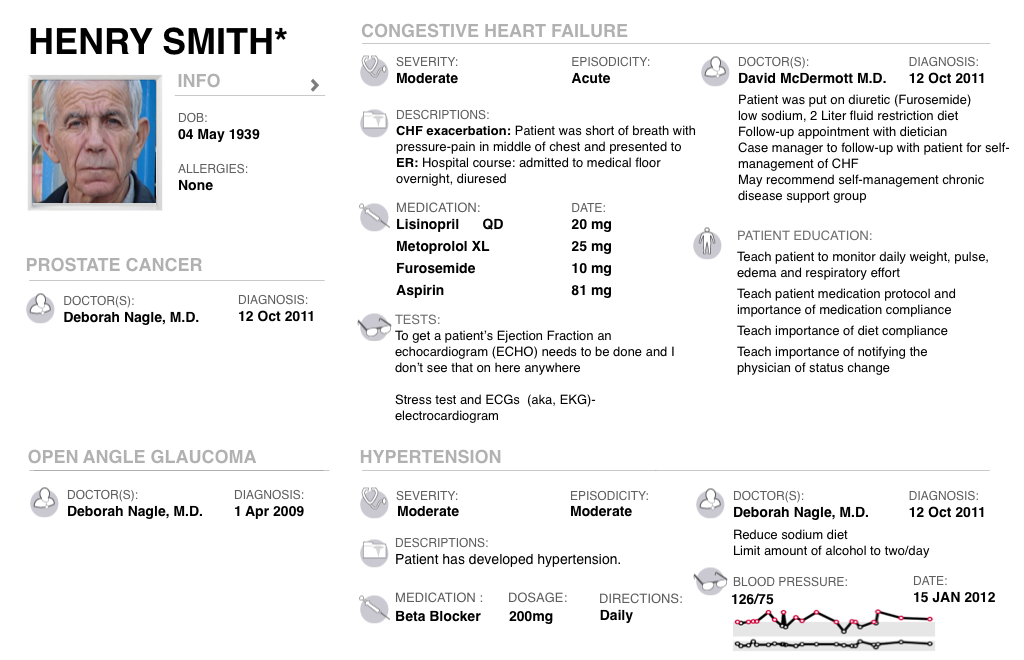 HENRY SMITH*
INFO
DOB:
04 May 1939
ALLERGIES:
None
PROSTATE CANCER
DOCTOR(S): DIAGNOSIS:
Deborah Nagle, M.D. 12 Oct 2011
OPEN ANGLE GLAUCOMA
DOCTOR(S): DIAGNOSIS:
Deborah Nagle, M.D. 1 Apr 2009
CONGESTIVE HEART FAILURE
SEVERITY: EPISODICITY:
Moderate Acute
DESCRIPTIONS:
CHF exacerbation: Patient was short of breath with
pressure-pain in middle of chest and presented to
ER: Hospital course: admitted to medical floor
overnight, diuresed
MEDICATION: DATE:
Lisinopril QD 20 mg
Metoprolol XL 25 mg
Furosemide 10 mg
Aspirin 81 mg
TESTS:
To get a patient's Ejection Fraction an
echocardiogram (ECHO) needs to be done and I
don't see that on here anywhere
Stress test and ECGs (aka, EKG)-
electrocardiogram
DOCTOR(S): DIAGNOSIS:
David McDermott M.D. 12 Oct 2011
Patient was put on diuretic (Furosemide)
low sodium, 2 Liter fluid restriction diet
Follow-up appointment with dietician
Case manager to follow-up with patient for self-
management of CHF
May recommend self-management chronic
disease support group
PATIENT EDUCATION:
Teach patient to monitor daily weight, pulse,
edema and respiratory effort
Teach patient medication protocol and
importance of medication compliance
Teach importance of diet compliance
Teach importance of notifying the
physician of status change
HYPERTENSION
SEVERITY: EPISODICITY:
Moderate Moderate
DESCRIPTIONS:
Patient has developed hypertension.
MEDICATION : DOSAGE: DIRECTIONS:
Beta Blocker 200mg Daily
DOCTOR(S): DIAGNOSIS:
Deborah Nagle, M.D. 12 Oct 2011
Reduce sodium diet
Limit amount of alcohol to two/day
BLOOD PRESSURE: DATE:
126/75 15 JAN 2012